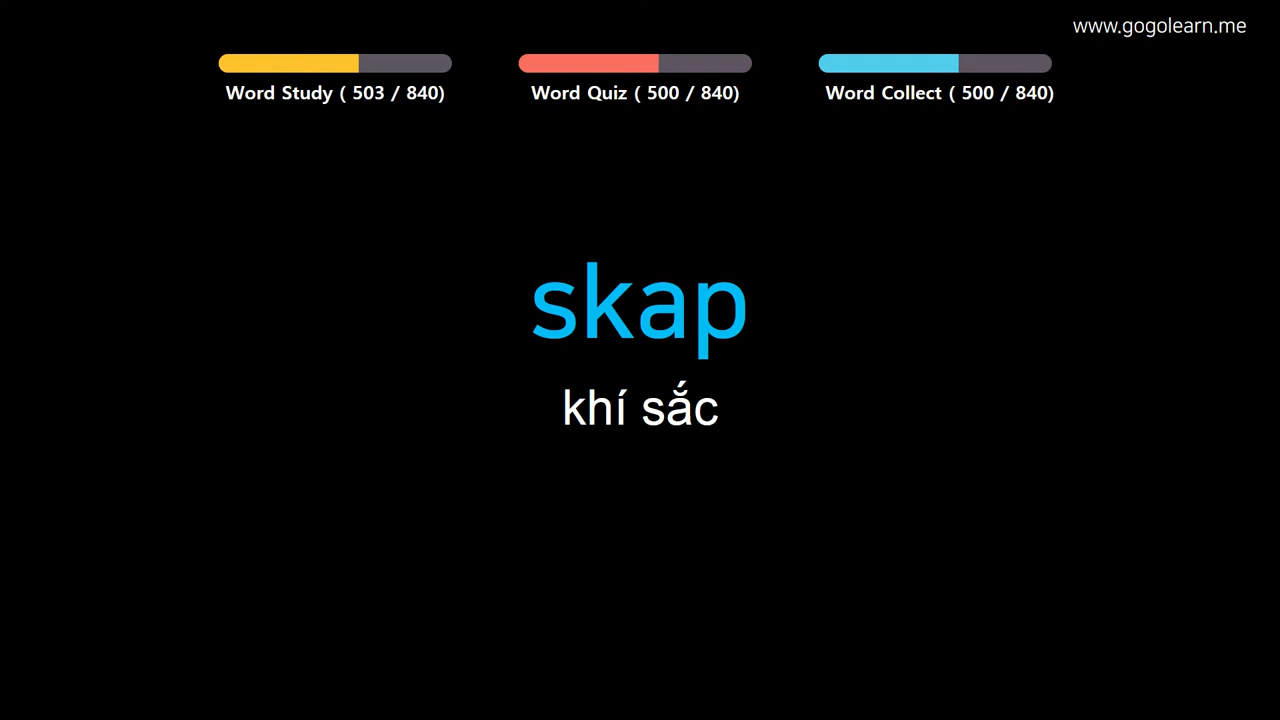 www.gogolearn.me
Word Study ( 503 / 840)
Word Quiz ( 500 / 840)
Word Collect ( 500 / 840)
skap
khí sắc